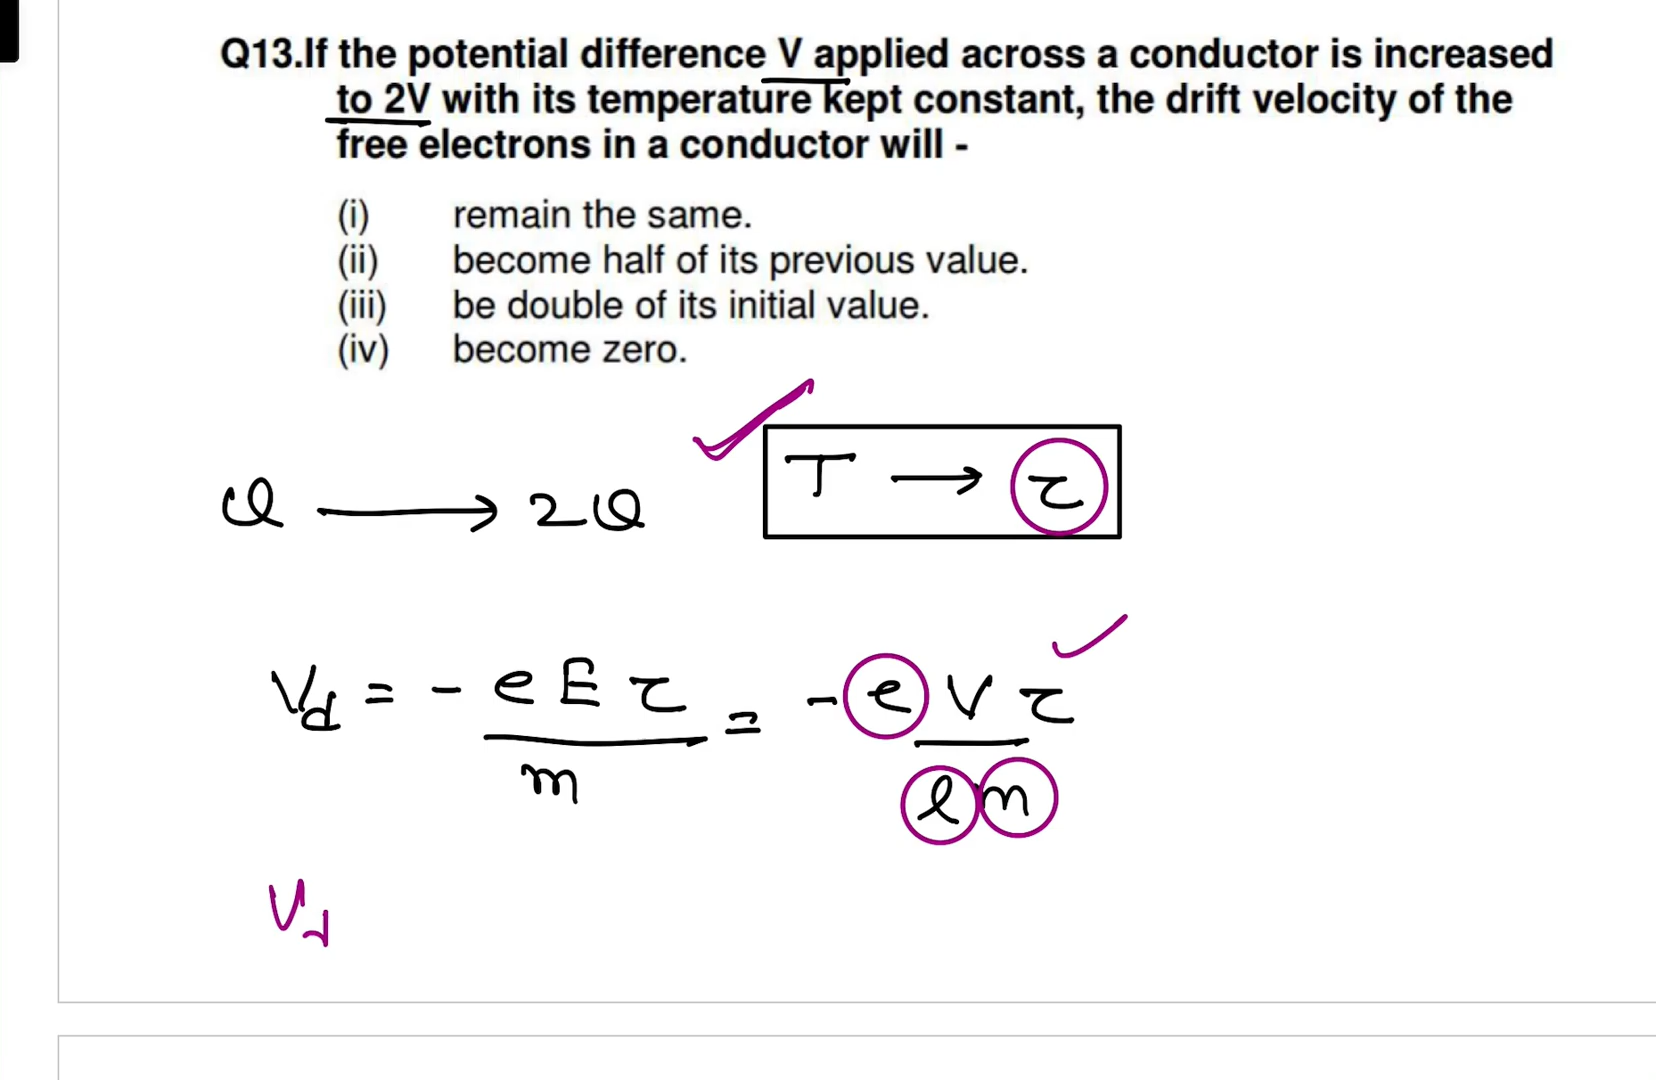 Q13.If the potential difference V applied across a conductor is increased
to 2V with its temperature kept constant, the drift velocity of the
free electrons in a conductor will -
(i) remain the same.
(ii) become half of its previous value.
(iii) be double of its initial value.
(iv) become zero.
T → τ
Q → 2Q
Vd = - eEτ/m = - eVτ/lm
Vd